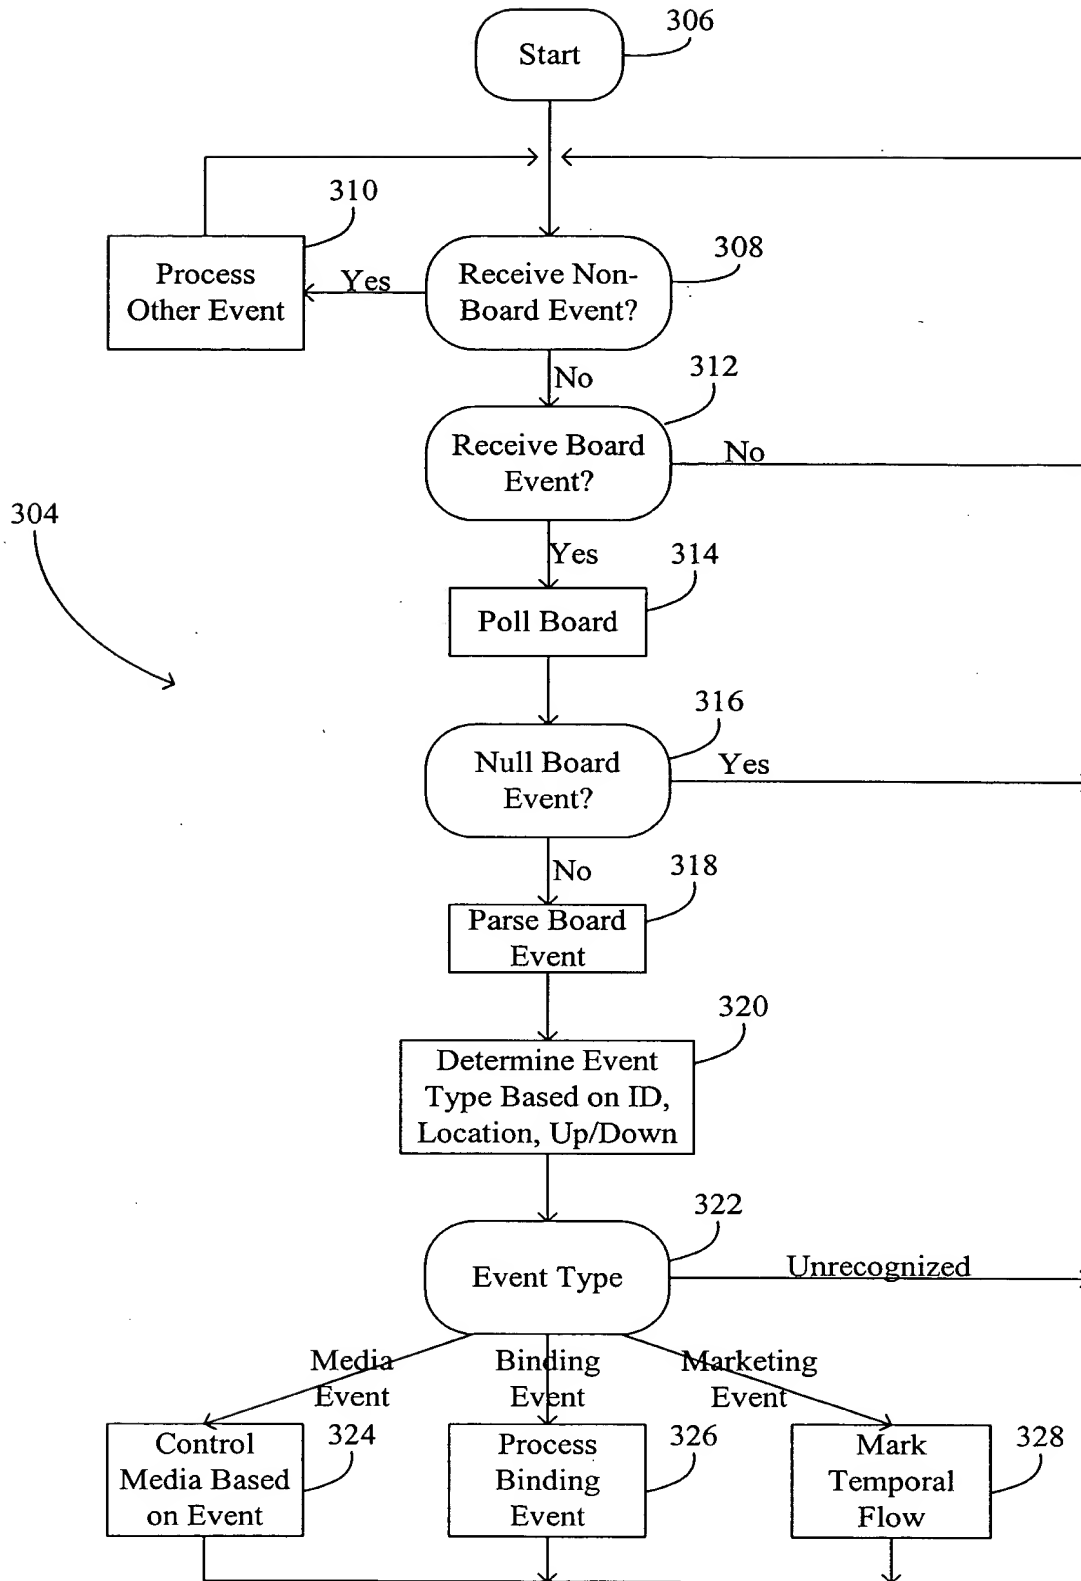 306
Start
310
308
Process
Other Event
Yes
Receive Non-
Board Event?
No
312
Receive Board
Event?
No
304
Yes
314
Poll Board
316
Null Board
Event?
Yes
No
318
Parse Board
Event
320
Determine Event
Type Based on ID,
Location, Up/Down
322
Event Type
Unrecognized
Media
Event
Binding
Event
Marketing
Event
Control
Media Based
on Event
324
Process
Binding
Event
326
Mark
Temporal
Flow
328